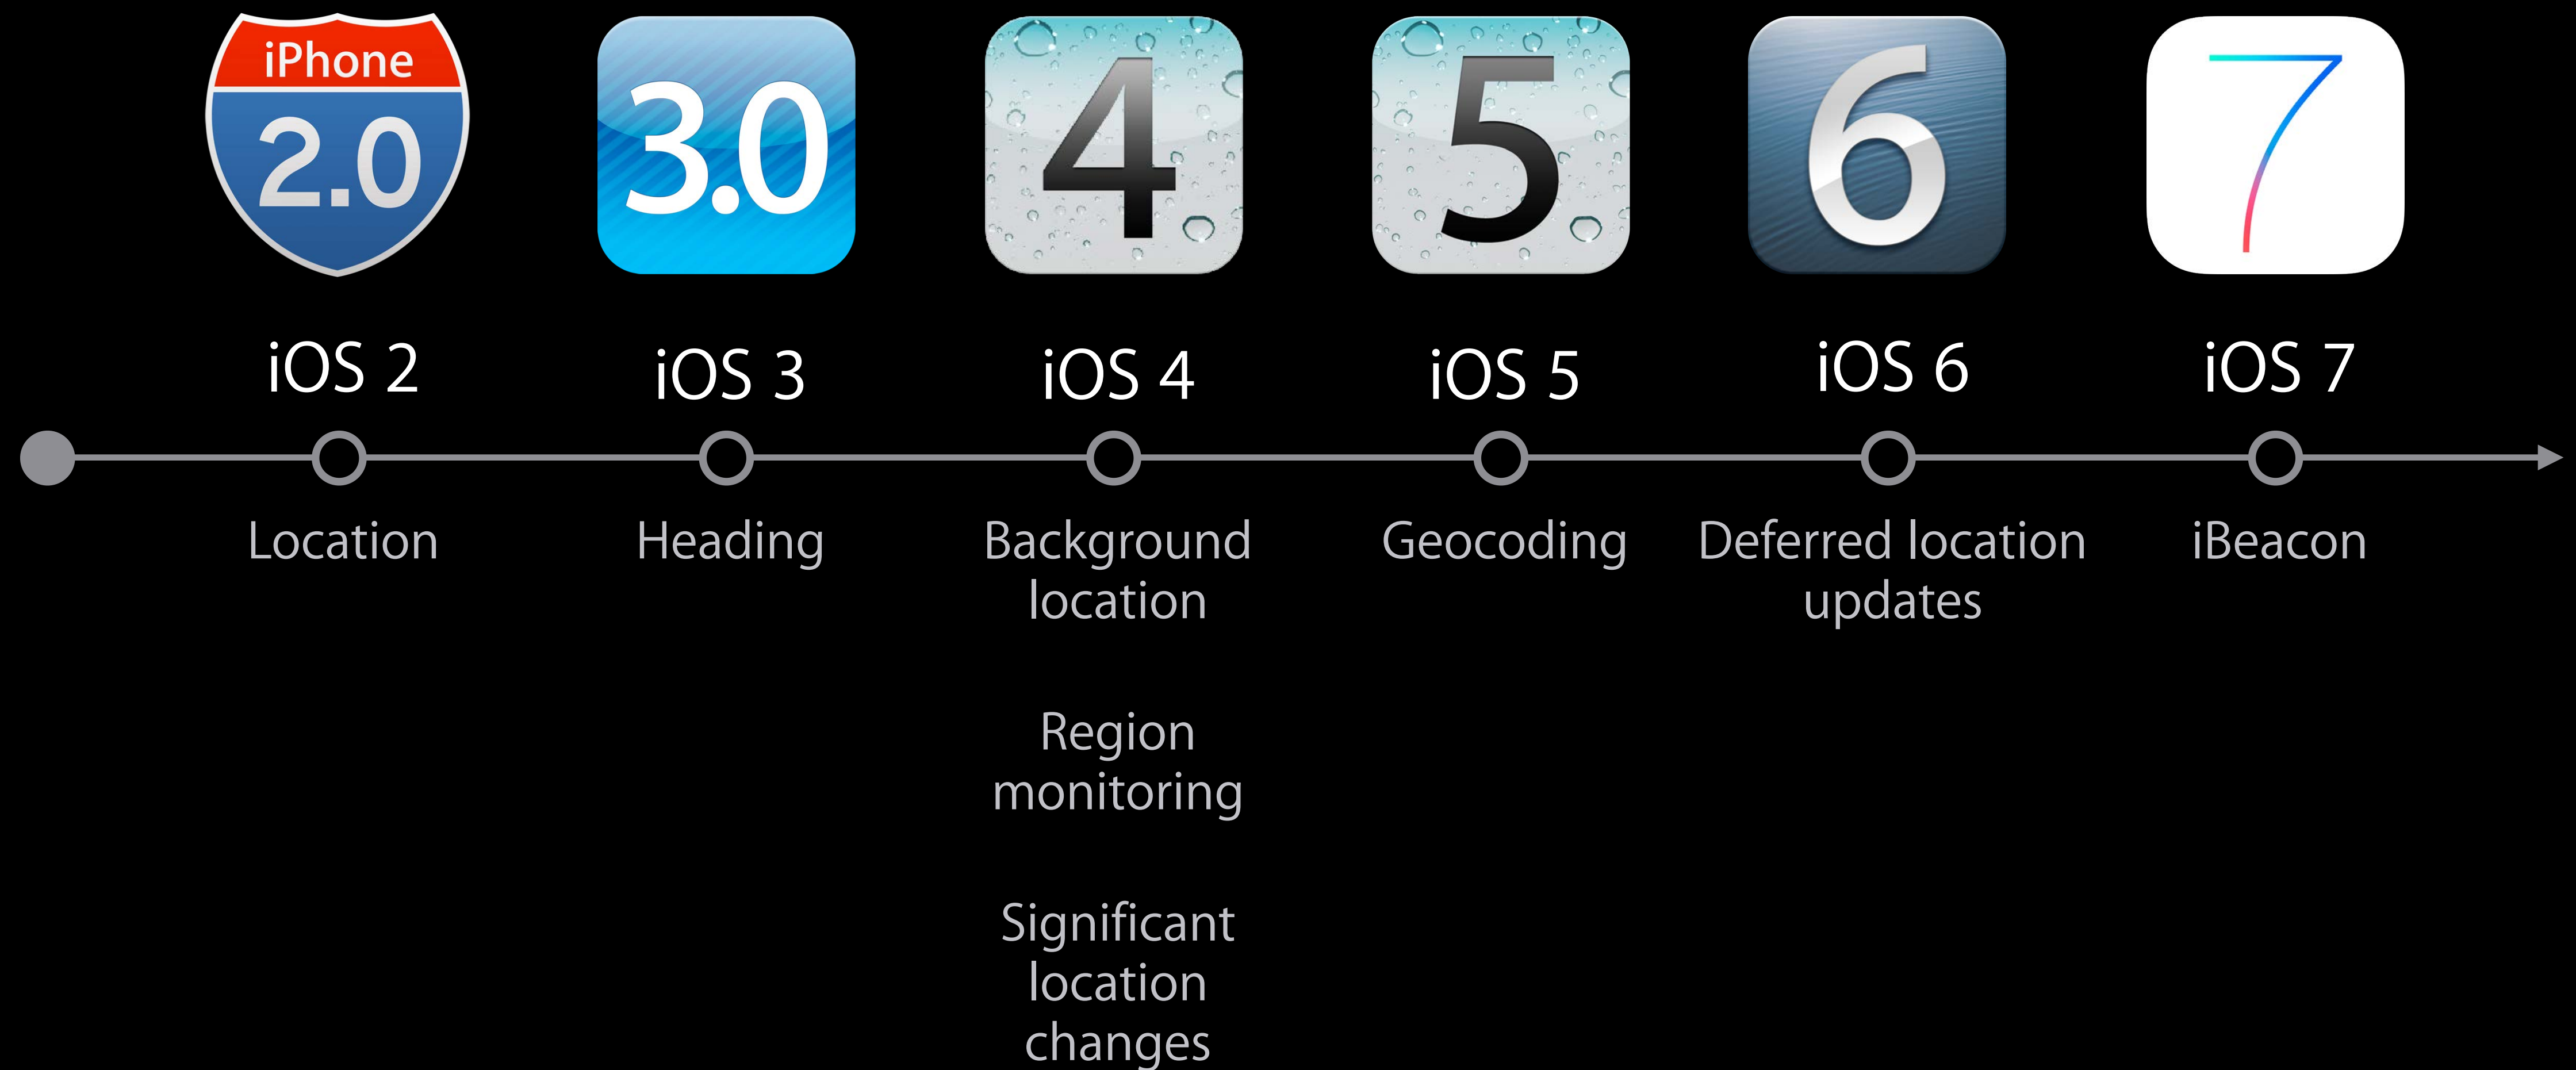 iPhone
2.0
3.0
4
5
6
7
iOS 2
iOS 3
iOS 4
iOS 5
iOS 6
iOS 7
Location
Heading
Background
location
Region
monitoring
Significant
location
changes
Geocoding
Deferred location
updates
iBeacon